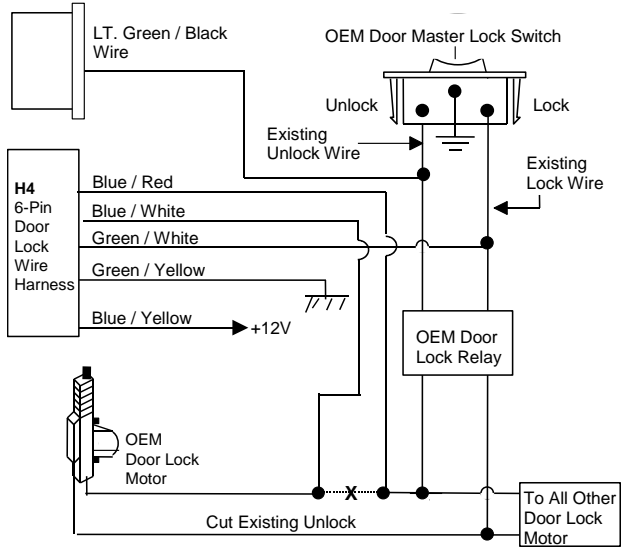 LT. Green / Black
Wire
OEM Door Master Lock Switch
Unlock
Lock
Existing
Unlock Wire
Existing
Lock Wire
H4
6-Pin
Door
Lock
Wire
Harness
Blue / Red
Blue / White
Green / White
Green / Yellow
Blue / Yellow
+12V
OEM Door
Lock Relay
OEM
Door Lock
Motor
X
Cut Existing Unlock
To All Other
Door Lock
Motor